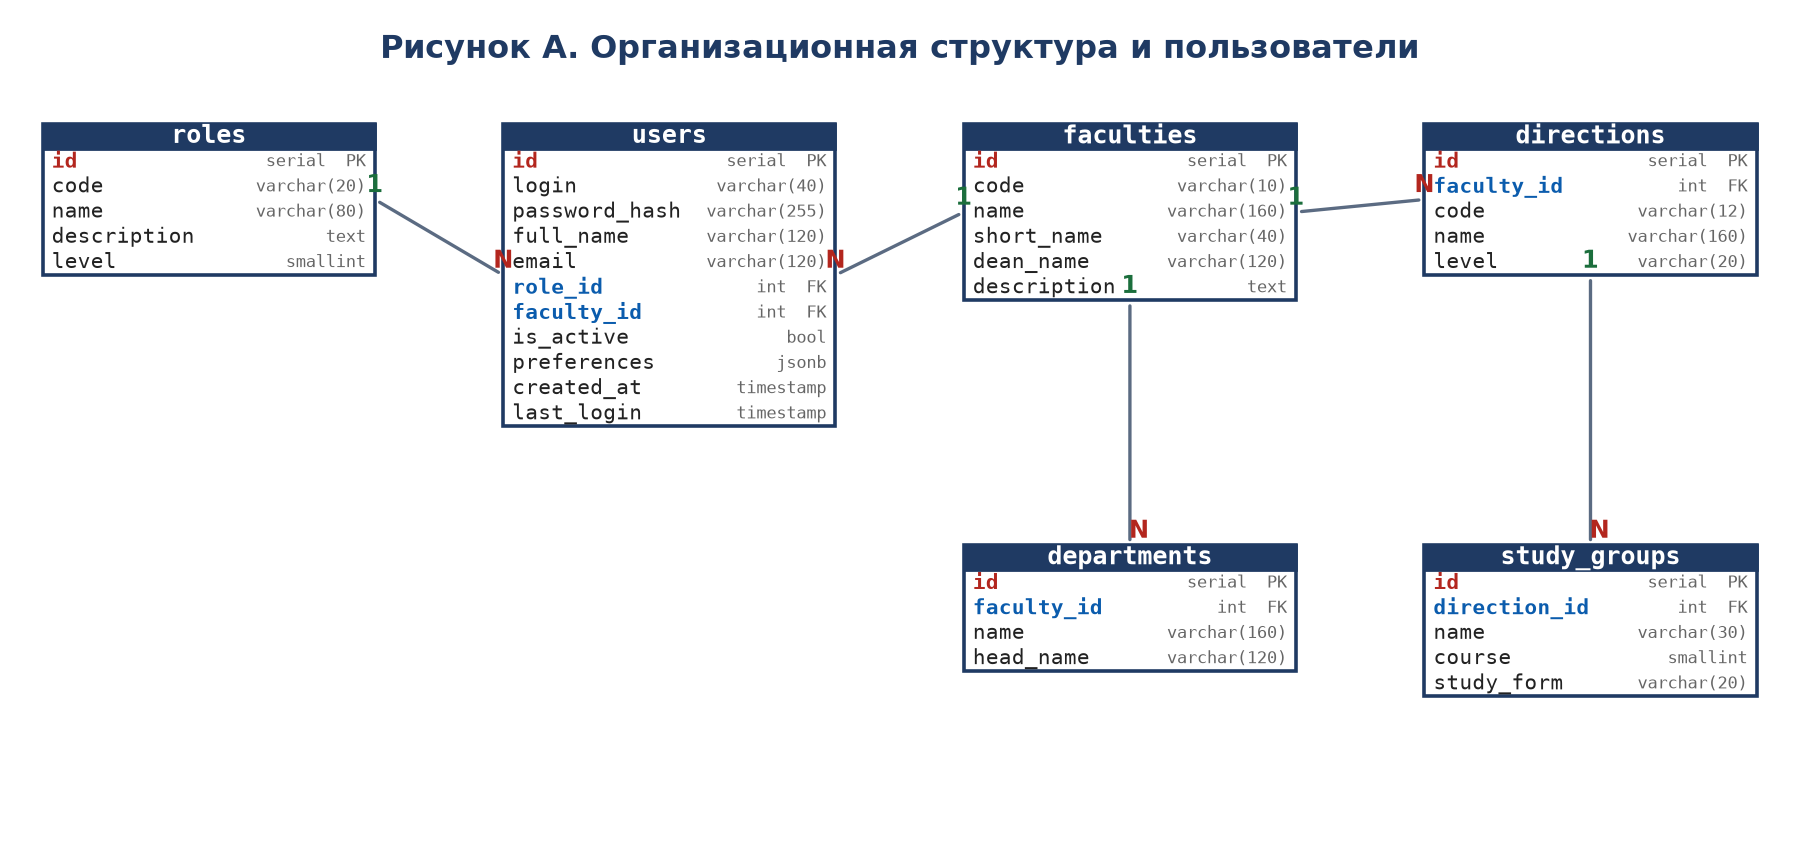 Рисунок А. Организационная структура и пользователи
roles
id serial PK
code varchar(20)
name varchar(80)
description text
level smallint
1
N
users
id serial PK
login varchar(40)
password_hash varchar(255)
full_name varchar(120)
email varchar(120)
role_id int FK
faculty_id int FK
is_active bool
preferences jsonb
created_at timestamp
last_login timestamp
N
1
faculties
id serial PK
code varchar(10)
name varchar(160)
short_name varchar(40)
dean_name varchar(120)
description text
1
N
directions
id serial PK
faculty_id int FK
code varchar(12)
name varchar(160)
level varchar(20)
1
N
departments
id serial PK
faculty_id int FK
name varchar(160)
head_name varchar(120)
1
N
study_groups
id serial PK
direction_id int FK
name varchar(30)
course smallint
study_form varchar(20)